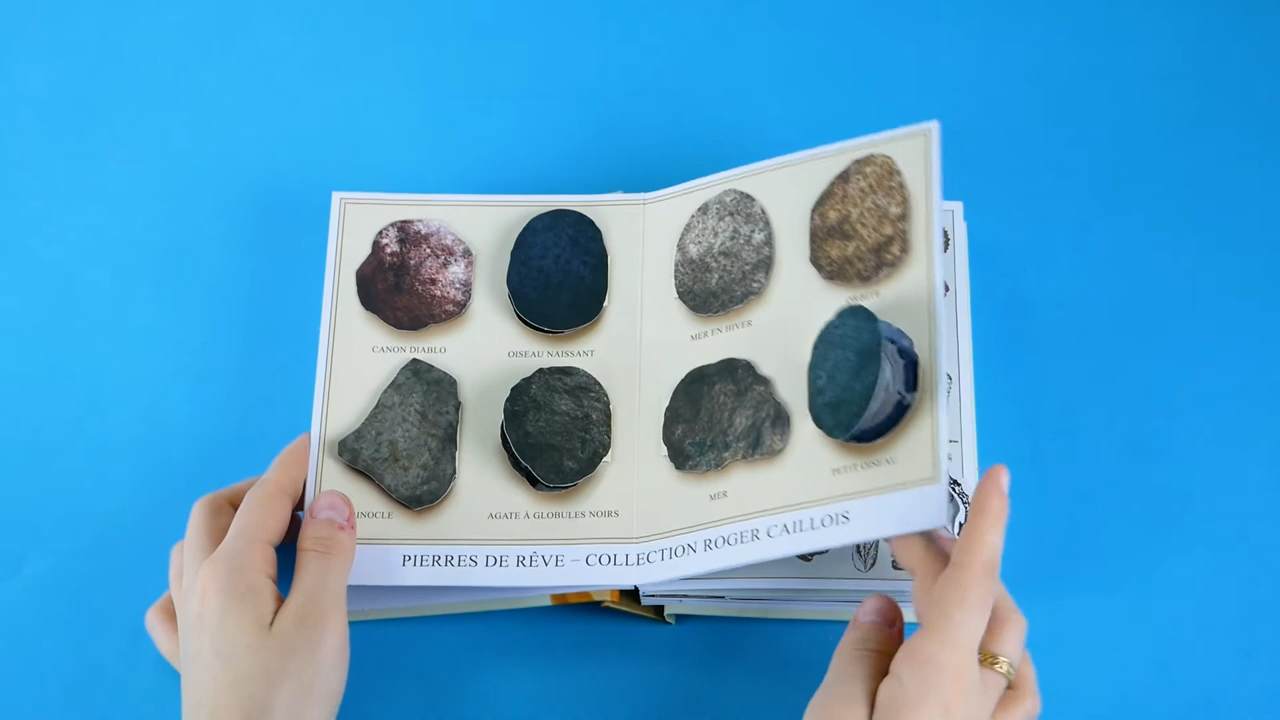 CANON DIABLO
OISEAU NAISSANT
MER EN HIVER
INOCLE
AGATE À GLOBULES NOIRS
MER
PETIT OISEAU
PIERRES DE RÊVE – COLLECTION ROGER CAILLOIS